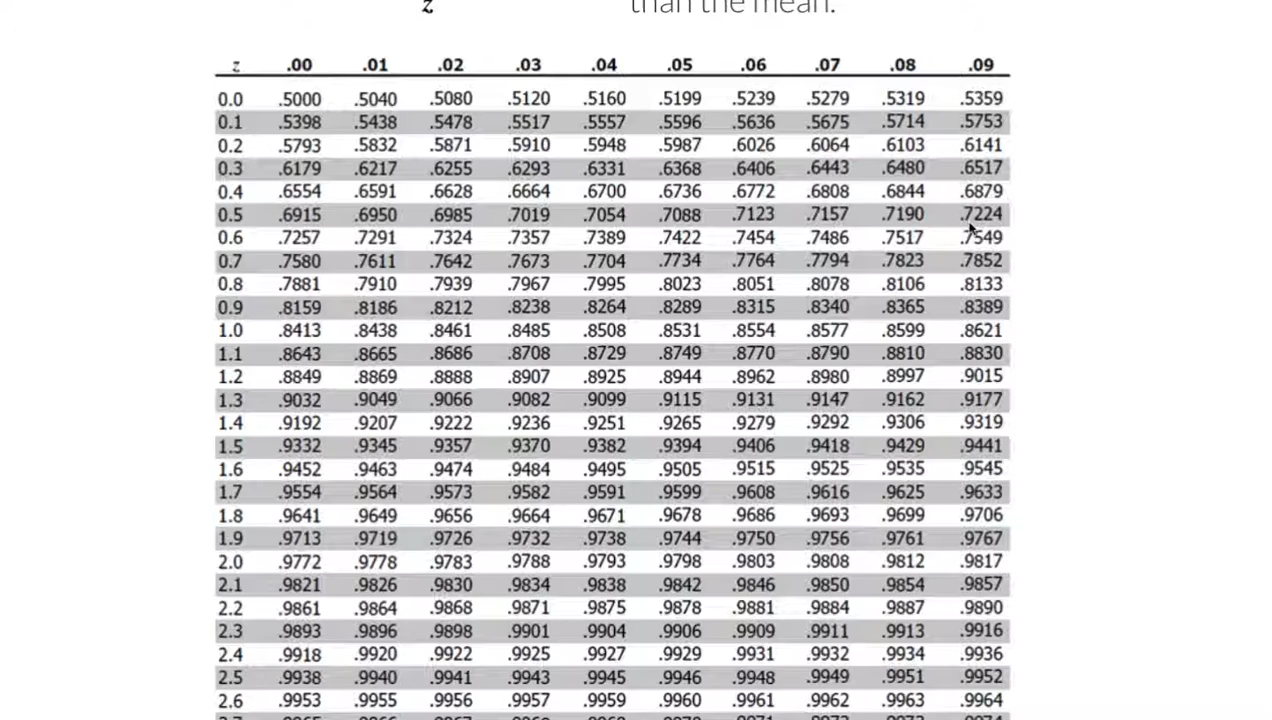 z than the mean.
z .00 .01 .02 .03 .04 .05 .06 .07 .08 .09
0.0 .5000 .5040 .5080 .5120 .5160 .5199 .5239 .5279 .5319 .5359
0.1 .5398 .5438 .5478 .5517 .5557 .5596 .5636 .5675 .5714 .5753
0.2 .5793 .5832 .5871 .5910 .5948 .5987 .6026 .6064 .6103 .6141
0.3 .6179 .6217 .6255 .6293 .6331 .6368 .6406 .6443 .6480 .6517
0.4 .6554 .6591 .6628 .6664 .6700 .6736 .6772 .6808 .6844 .6879
0.5 .6915 .6950 .6985 .7019 .7054 .7088 .7123 .7157 .7190 .7224
0.6 .7257 .7291 .7324 .7357 .7389 .7422 .7454 .7486 .7517 .7549
0.7 .7580 .7611 .7642 .7673 .7704 .7734 .7764 .7794 .7823 .7852
0.8 .7881 .7910 .7939 .7967 .7995 .8023 .8051 .8078 .8106 .8133
0.9 .8159 .8186 .8212 .8238 .8264 .8289 .8315 .8340 .8365 .8389
1.0 .8413 .8438 .8461 .8485 .8508 .8531 .8554 .8577 .8599 .8621
1.1 .8643 .8665 .8686 .8708 .8729 .8749 .8770 .8790 .8810 .8830
1.2 .8849 .8869 .8888 .8907 .8925 .8944 .8962 .8980 .8997 .9015
1.3 .9032 .9049 .9066 .9082 .9099 .9115 .9131 .9147 .9162 .9177
1.4 .9192 .9207 .9222 .9236 .9251 .9265 .9279 .9292 .9306 .9319
1.5 .9332 .9345 .9357 .9370 .9382 .9394 .9406 .9418 .9429 .9441
1.6 .9452 .9463 .9474 .9484 .9495 .9505 .9515 .9525 .9535 .9545
1.7 .9554 .9564 .9573 .9582 .9591 .9599 .9608 .9616 .9625 .9633
1.8 .9641 .9649 .9656 .9664 .9671 .9678 .9686 .9693 .9699 .9706
1.9 .9713 .9719 .9726 .9732 .9738 .9744 .9750 .9756 .9761 .9767
2.0 .9772 .9778 .9783 .9788 .9793 .9798 .9803 .9808 .9812 .9817
2.1 .9821 .9826 .9830 .9834 .9838 .9842 .9846 .9850 .9854 .9857
2.2 .9861 .9864 .9868 .9871 .9875 .9878 .9881 .9884 .9887 .9890
2.3 .9893 .9896 .9898 .9901 .9904 .9906 .9909 .9911 .9913 .9916
2.4 .9918 .9920 .9922 .9925 .9927 .9929 .9931 .9932 .9934 .9936
2.5 .9938 .9940 .9941 .9943 .9945 .9946 .9948 .9949 .9951 .9952
2.6 .9953 .9955 .9956 .9957 .9959 .9960 .9961 .9962 .9963 .9964